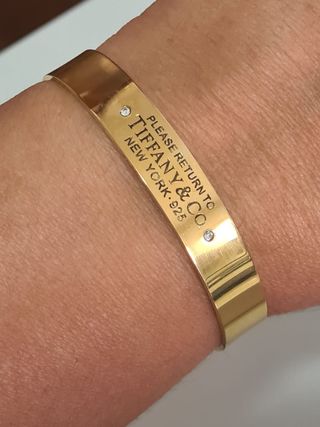 PLEASE RETURN TO
TIFFANY & CO.
NEW YORK-925